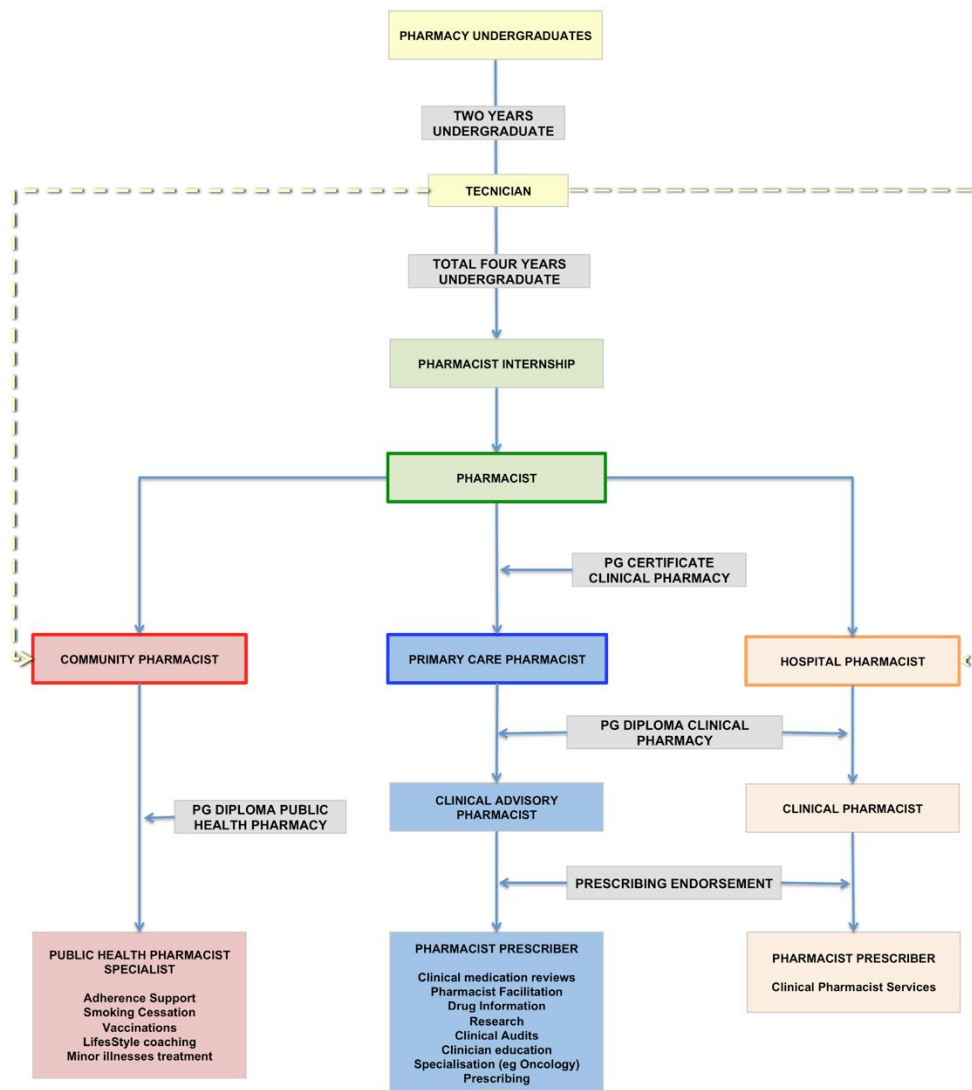 PHARMACY UNDERGRADUATES
TWO YEARS
UNDERGRADUATE
TECNICIAN
TOTAL FOUR YEARS
UNDERGRADUATE
PHARMACIST INTERNSHIP
PHARMACIST
PG CERTIFICATE
CLINICAL PHARMACY
COMMUNITY PHARMACIST
PRIMARY CARE PHARMACIST
HOSPITAL PHARMACIST
PG DIPLOMA CLINICAL
PHARMACY
PG DIPLOMA PUBLIC
HEALTH PHARMACY
CLINICAL ADVISORY
PHARMACIST
CLINICAL PHARMACIST
PRESCRIBING ENDORSEMENT
PUBLIC HEALTH PHARMACIST
SPECIALIST
Adherence Support
Smoking Cessation
Vaccinations
LifesStyle coaching
Minor illnesses treatment
PHARMACIST PRESCRIBER
Clinical medication reviews
Pharmacist Facilitation
Drug Information
Research
Clinical Audits
Clinician education
Specialisation (eg Oncology)
Prescribing
PHARMACIST PRESCRIBER
Clinical Pharmacist Services